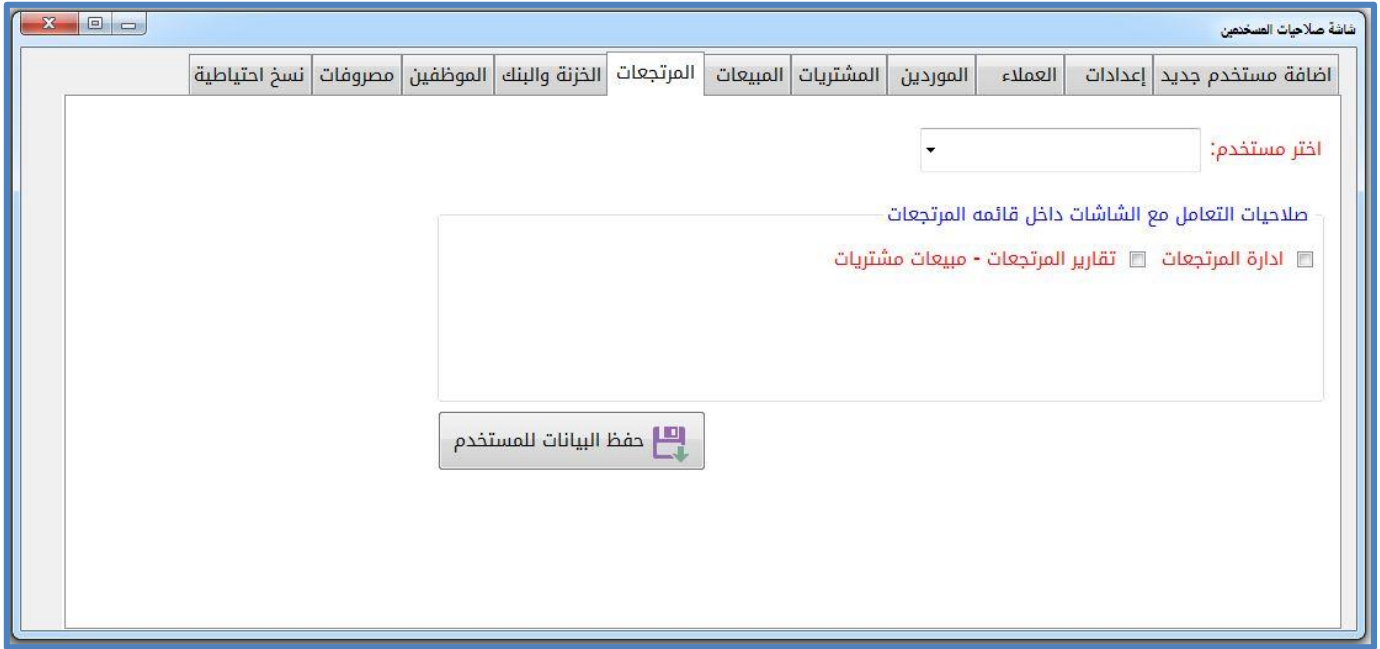 شاشة صلاحيات المسخدمين
اضافة مستخدم جديد إعدادات العملاء الموردين المشتريات المبيعات المرتجعات الخزنة والبنك الموظفين مصروفات نسخ احتياطية
اختر مستخدم:
صلاحيات التعامل مع الشاشات داخل قائمه المرتجعات
ادارة المرتجعات تقارير المرتجعات - مبيعات مشتريات
حفظ البيانات للمستخدم